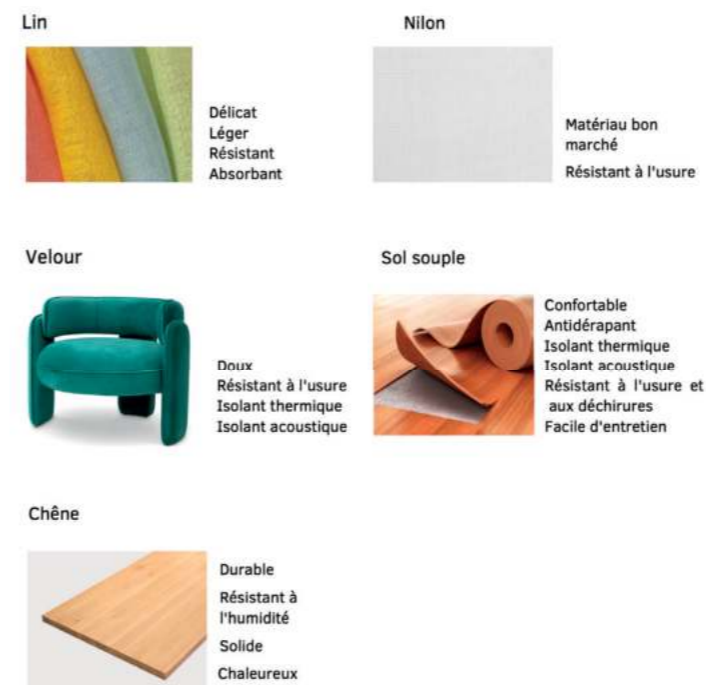 Lin
Délicat
Léger
Résistant
Absorbant
Nilon
Matériau bon
marché
Résistant à l'usure
Velour
Doux
Résistant à l'usure
Isolant thermique
Isolant acoustique
Sol souple
Confortable
Antidérapant
Isolant thermique
Isolant acoustique
Résistant à l'usure et
aux déchirures
Facile d'entretien
Chêne
Durable
Résistant à
l'humidité
Solide
Chaleureux